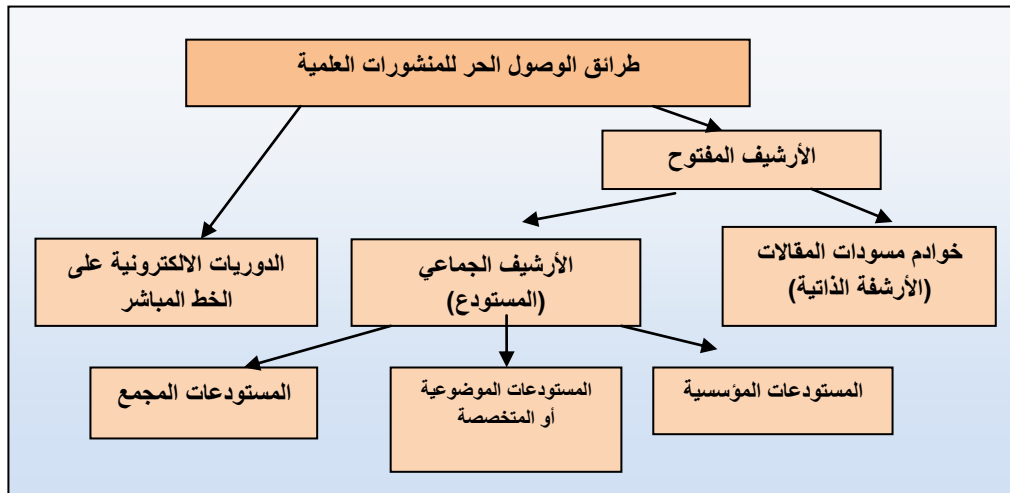 طرائق الوصول الحر للمنشورات العلمية
الأرشيف المفتوح
خوادم مسودات المقالات
(الأرشفة الذاتية)
الأرشيف الجماعي
(المستودع)
الدوريات الالكترونية على
الخط المباشر
المستودعات المؤسسية
المستودعات الموضوعية
أو المتخصصة
المستودعات المجمع